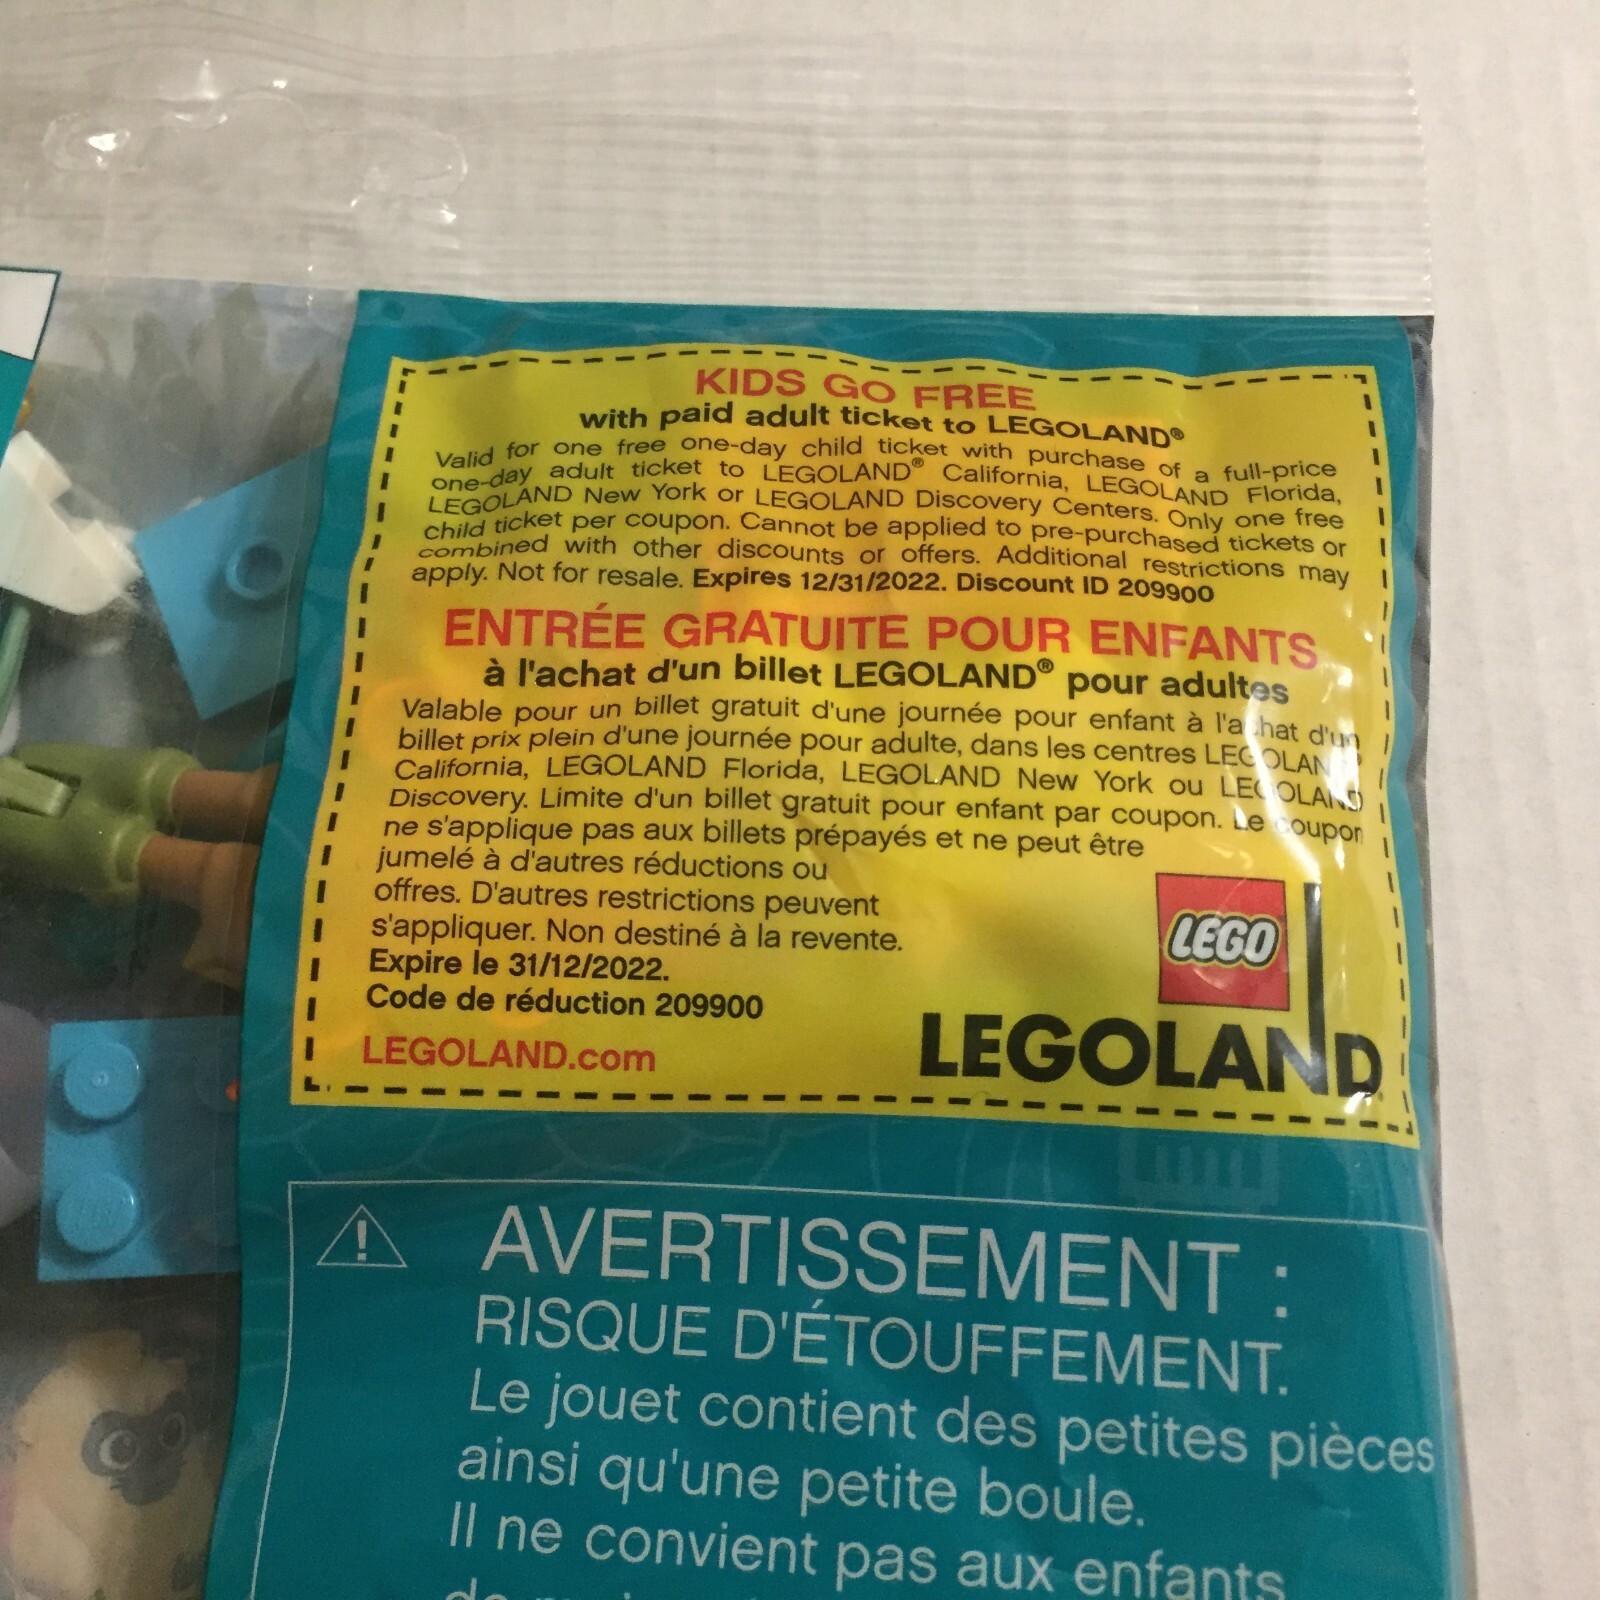 KIDS GO FREE
with paid adult ticket to LEGOLAND®
Valid for one free one-day child ticket with purchase of a full-price
one-day adult ticket to LEGOLAND® California, LEGOLAND Florida,
LEGOLAND New York or LEGOLAND Discovery Centers. Only one free
child ticket per coupon. Cannot be applied to pre-purchased tickets or
combined with other discounts or offers. Additional restrictions may
apply. Not for resale. Expires 12/31/2022. Discount ID 209900
ENTRÉE GRATUITE POUR ENFANTS
à l'achat d'un billet LEGOLAND® pour adultes
Valable pour un billet gratuit d'une journée pour enfant à l'achat d'un
billet prix plein d'une journée pour adulte, dans les centres LEGOLAND®
California, LEGOLAND Florida, LEGOLAND New York ou LEGOLAND
Discovery. Limite d'un billet gratuit pour enfant par coupon. Le coupon
ne s'applique pas aux billets prépayés et ne peut être
jumelé à d'autres réductions ou
offres. D'autres restrictions peuvent
s'appliquer. Non destiné à la revente.
Expire le 31/12/2022.
Code de réduction 209900
LEGOLAND.com
LEGO
LEGOLAND
AVERTISSEMENT :
RISQUE D'ÉTOUFFEMENT.
Le jouet contient des petites pièces
ainsi qu'une petite boule.
Il ne convient pas aux enfants
de